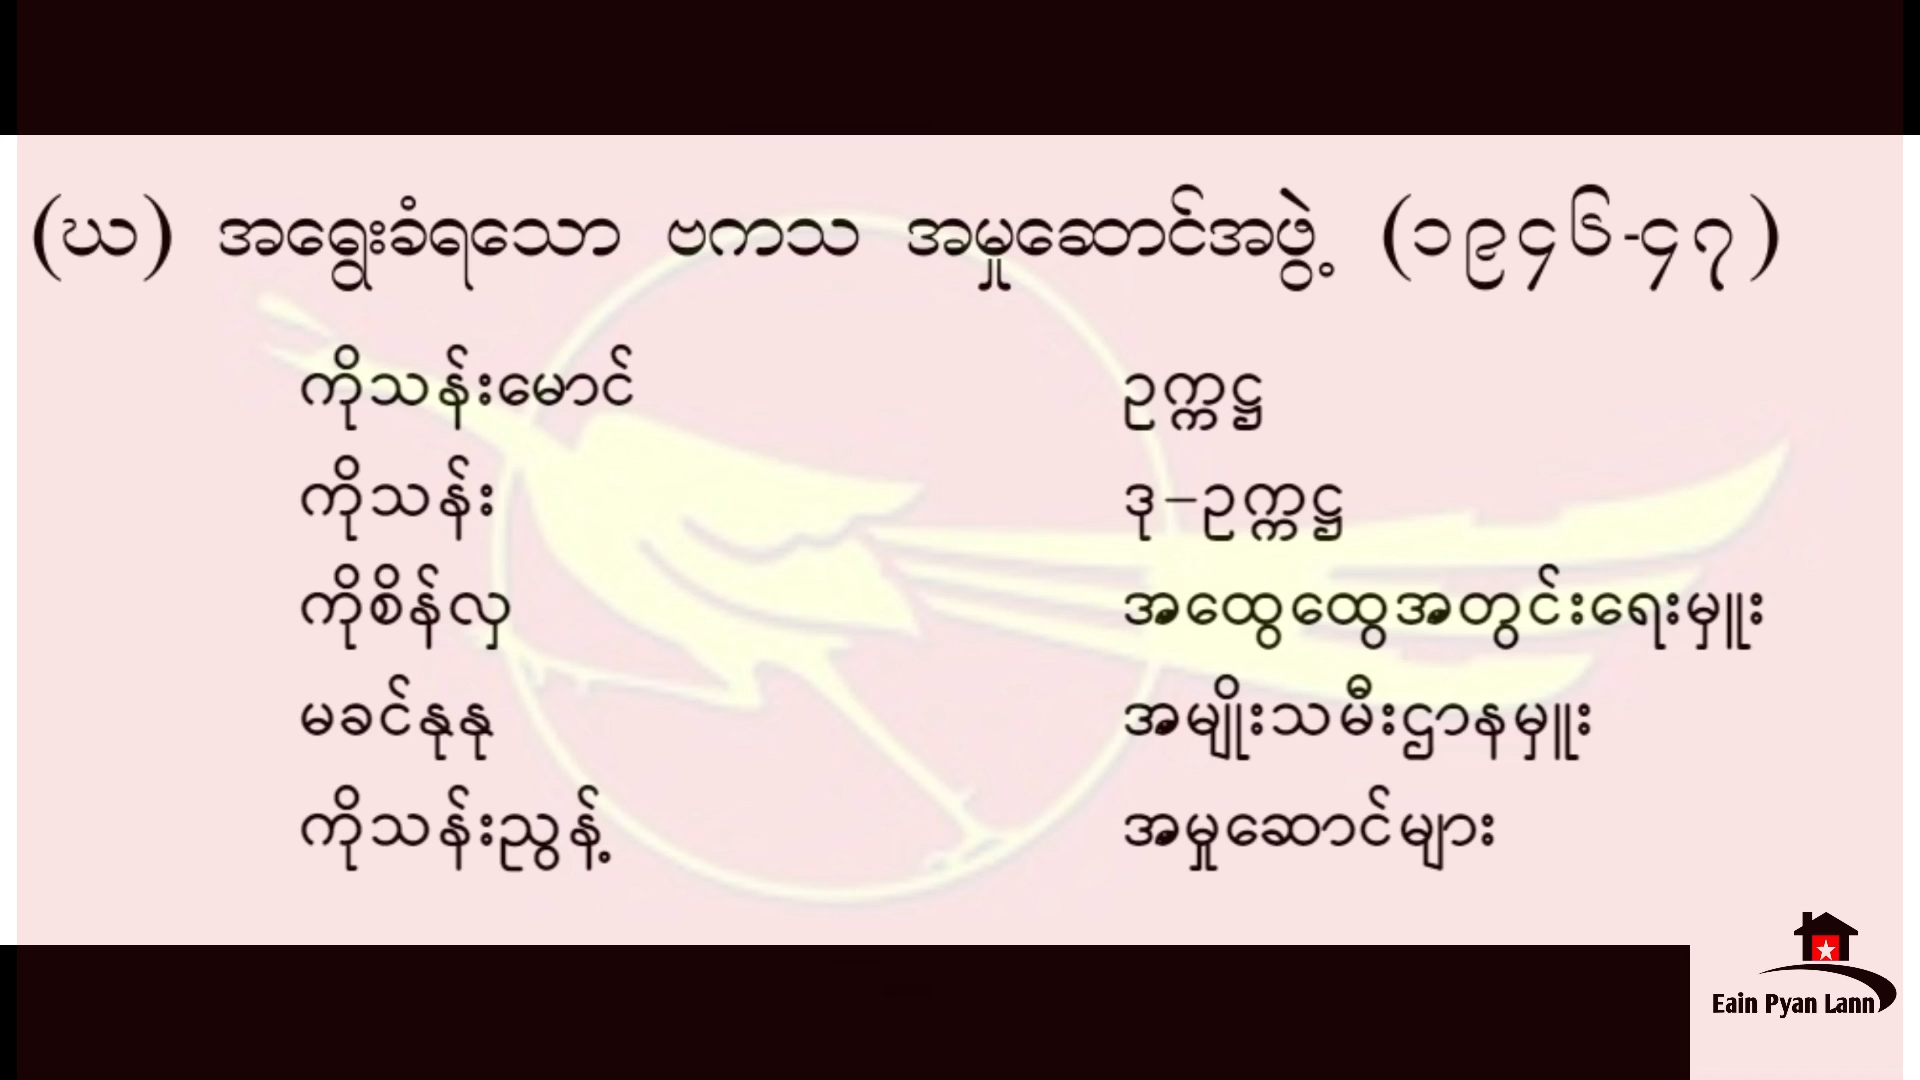 (ဃ) အရွေးခံရသော ဗကသ အမှုဆောင်အဖွဲ့ (၁၉၄၆-၄၇)
ကိုသန်းမောင် ဥက္ကဋ္ဌ
ကိုသန်း ဒု–ဥက္ကဋ္ဌ
ကိုစိန်လှ အထွေထွေအတွင်းရေးမှူး
မခင်နုနု အမျိုးသမီးဌာနမှူး
ကိုသန်းညွန့် အမှုဆောင်များ
Eain Pyan Lann